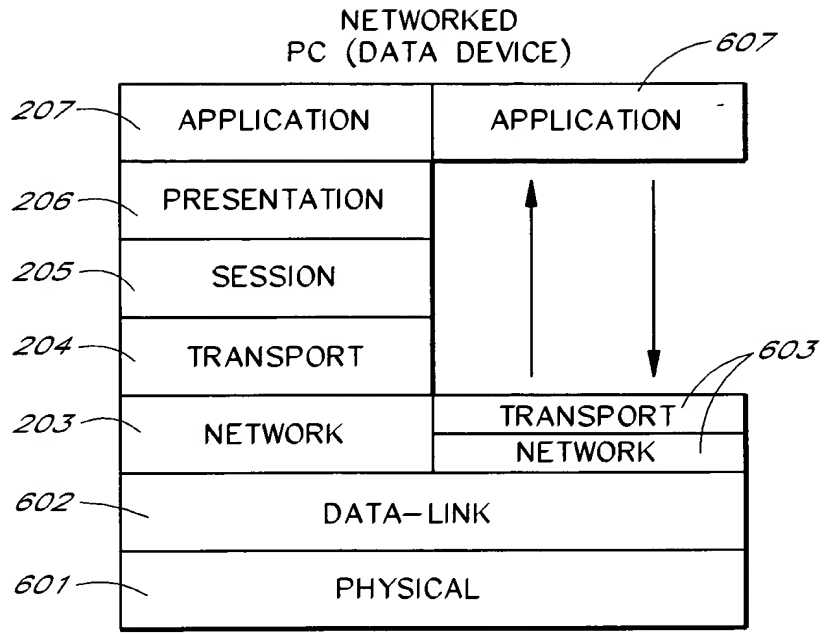 NETWORKED
PC (DATA DEVICE)
607
207 APPLICATION APPLICATION
206 PRESENTATION
205 SESSION
204 TRANSPORT
603
203 NETWORK TRANSPORT
NETWORK
602 DATA-LINK
601 PHYSICAL